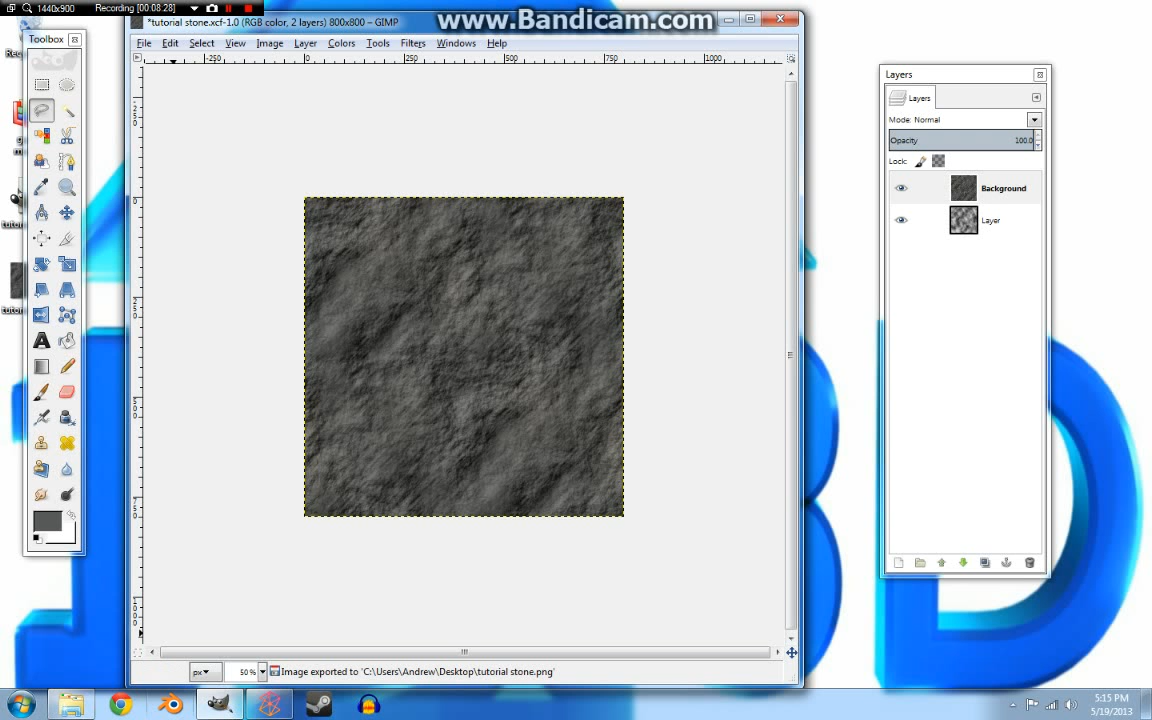 1440x900 Recording [00:08:28]
www.Bandicam.com
Toolbox
*tutorial stone.xcf-1.0 (RGB color, 2 layers) 800x800 – GIMP
File Edit Select View Image Layer Colors Tools Filters Windows Help
-250 0 250 500 750 1000
Layers
Layers
Mode: Normal
Opacity 100.0
Lock:
Background
Layer
px 50% Image exported to 'C:\Users\Andrew\Desktop\tutorial stone.png'
5:15 PM
5/19/2013